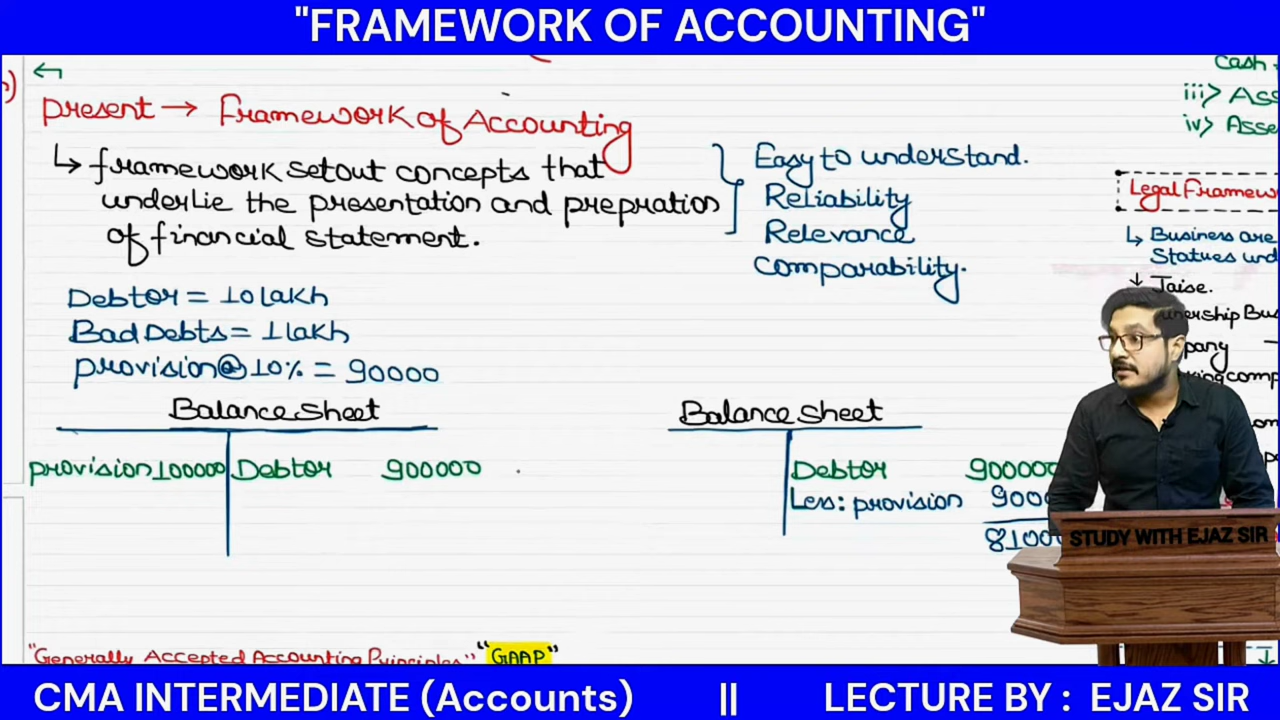 "FRAMEWORK OF ACCOUNTING"
Present → Framework of Accounting
↳ framework setout concepts that
underlie the presentation and prepration
of financial statement.
Easy to understand.
Reliability
Relevance
Comparability.
Debtor = 10 Lakh
Bad Debts = 1 Lakh
provision@10% = 90000
Balance Sheet
provision 100000 Debtor 900000
Balance Sheet
Debtor 900000
Less: provision 900
8100
Cash
iii> Ass
iv> Asse
Legal Framew
↳ Business are
Statues und
"Generally Accepted Accounting Principles" "GAAP"
STUDY WITH EJAZ SIR
CMA INTERMEDIATE (Accounts) || LECTURE BY : EJAZ SIR